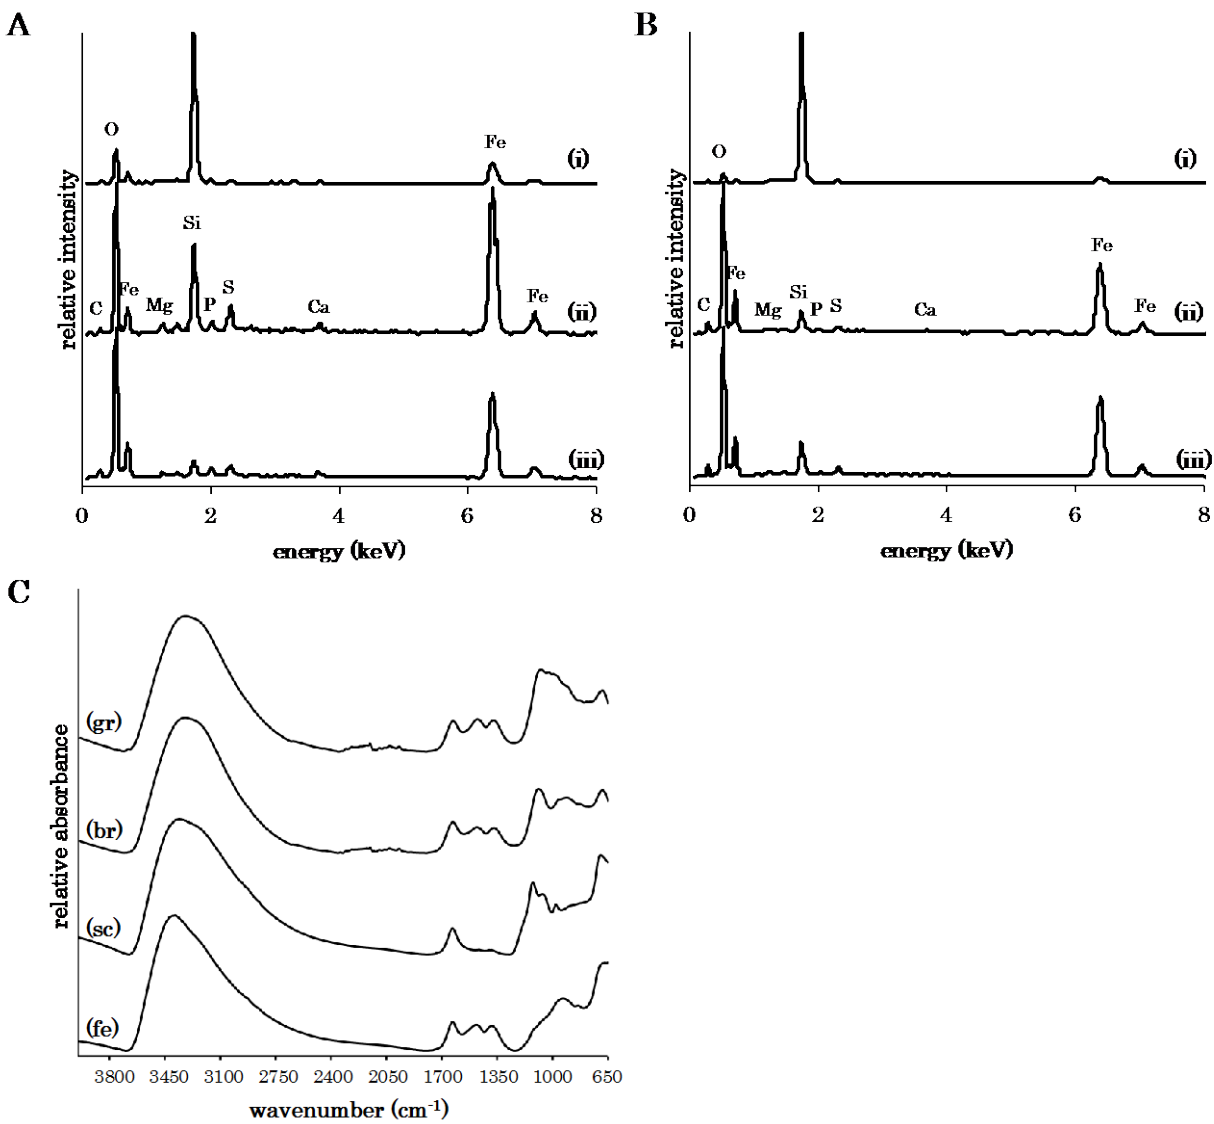 A
B
relative intensity
O
Fe
(i)
Si
C
Fe
Mg
P
S
Ca
Fe
(ii)
(iii)
0
2
4
6
8
energy (keV)
relative intensity
O
(i)
Fe
C
Fe
Mg
Si
P
S
Ca
Fe
(ii)
(iii)
0
2
4
6
8
energy (keV)
C
relative absorbance
(gr)
(br)
(sc)
(fe)
3800 3450 3100 2750 2400 2050 1700 1350 1000 650
wavenumber (cm-1)